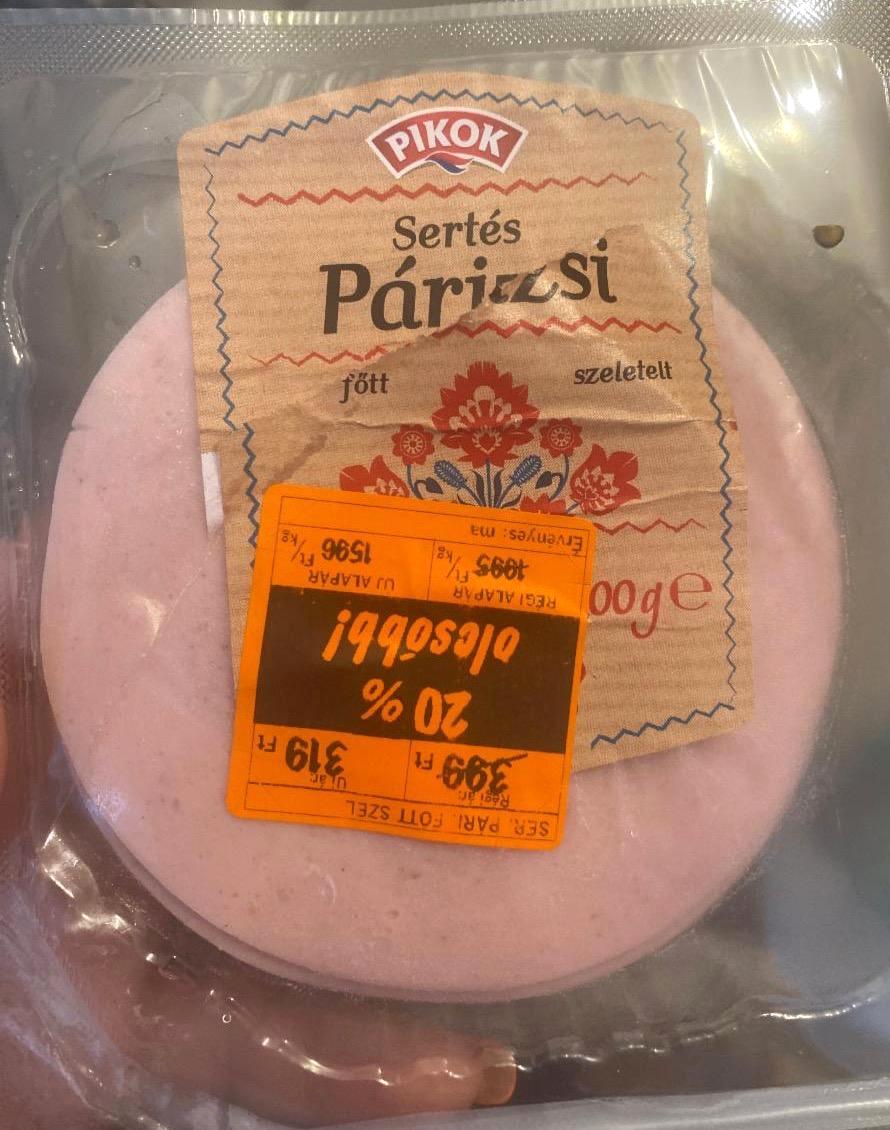 PIKOK
Sertés
Párizsi
főtt szeletelt
00g e
SER. PÁRI. FŐTT SZEL
Régi ár: Új ár:
399 Ft 319 Ft
20 %
olcsóbb!
RÉGI ALAPÁR ÚJ ALAPÁR
1995 Ft/kg 1596 Ft/kg
Érvényes: ma